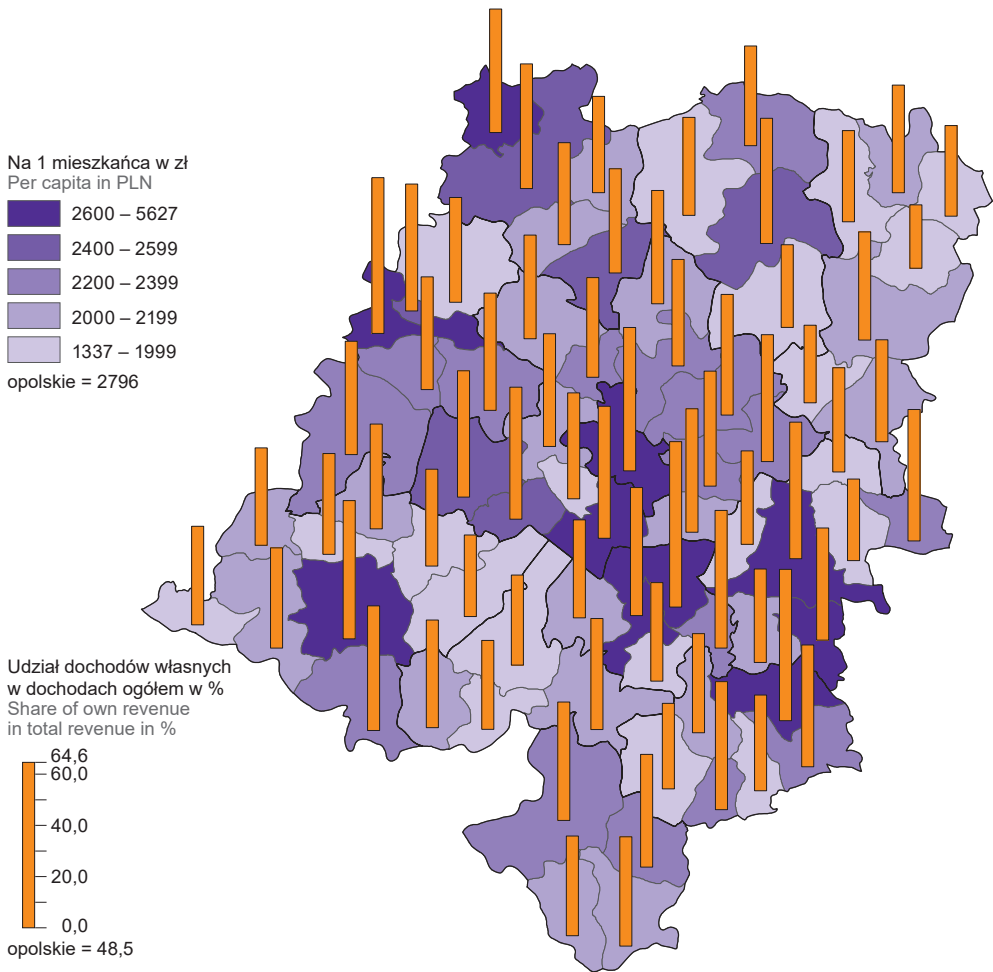 Na 1 mieszkańca w zł
Per capita in PLN
2600 – 5627
2400 – 2599
2200 – 2399
2000 – 2199
1337 – 1999
opolskie = 2796
Udział dochodów własnych
w dochodach ogółem w %
Share of own revenue
in total revenue in %
64,6
60,0
40,0
20,0
0,0
opolskie = 48,5